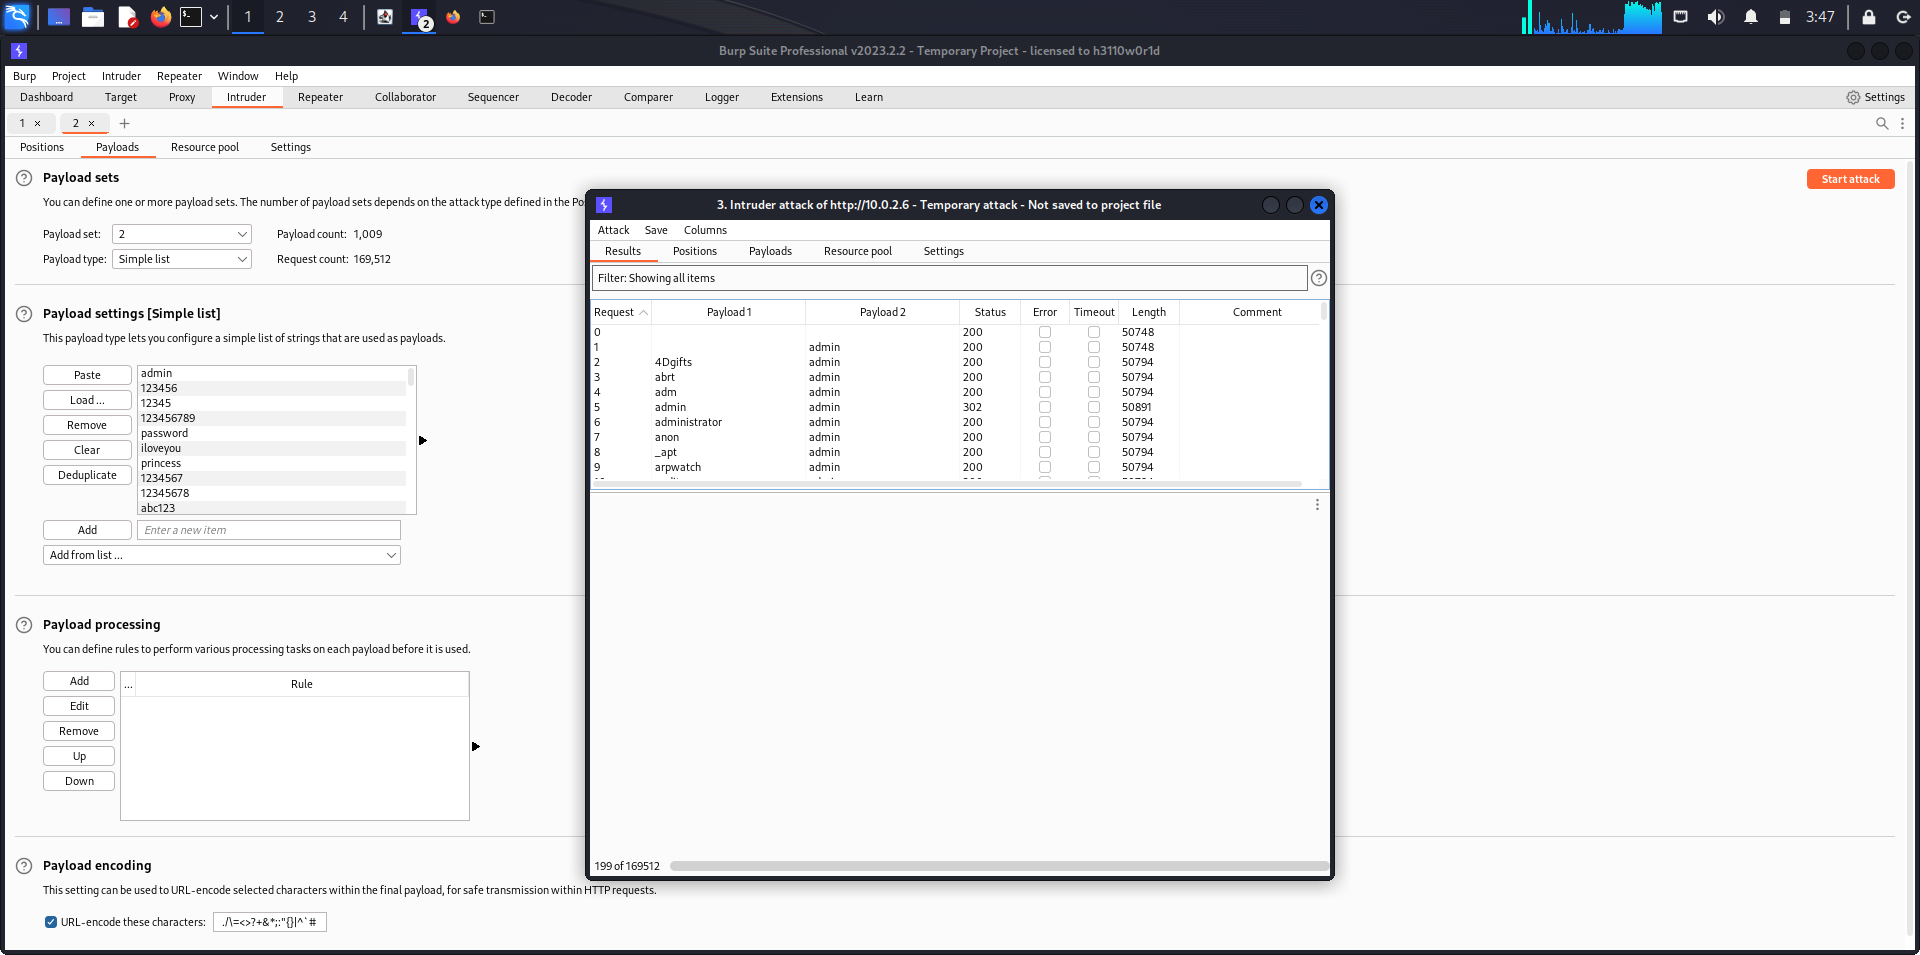 1 2 3 4 2 3:47
Burp Suite Professional v2023.2.2 - Temporary Project - licensed to h3110w0r1d
Burp Project Intruder Repeater Window Help
Dashboard Target Proxy Intruder Repeater Collaborator Sequencer Decoder Comparer Logger Extensions Learn Settings
1 × 2 × +
Positions Payloads Resource pool Settings
? Payload sets
Start attack
You can define one or more payload sets. The number of payload sets depends on the attack type defined in the Po
Payload set: 2 Payload count: 1,009
Payload type: Simple list Request count: 169,512
? Payload settings [Simple list]
This payload type lets you configure a simple list of strings that are used as payloads.
Paste
Load ...
Remove
Clear
Deduplicate
admin
123456
12345
123456789
password
iloveyou
princess
1234567
12345678
abc123
Add Enter a new item
Add from list ...
? Payload processing
You can define rules to perform various processing tasks on each payload before it is used.
Add
Edit
Remove
Up
Down
... Rule
? Payload encoding
This setting can be used to URL-encode selected characters within the final payload, for safe transmission within HTTP requests.
URL-encode these characters: ./\=<>?+&*;:"{}|^`#
3. Intruder attack of http://10.0.2.6 - Temporary attack - Not saved to project file
Attack Save Columns
Results Positions Payloads Resource pool Settings
Filter: Showing all items ?
Request Payload 1 Payload 2 Status Error Timeout Length Comment
0 200 50748
1 admin 200 50748
2 4Dgifts admin 200 50794
3 abrt admin 200 50794
4 adm admin 200 50794
5 admin admin 302 50891
6 administrator admin 200 50794
7 anon admin 200 50794
8 _apt admin 200 50794
9 arpwatch admin 200 50794
199 of 169512